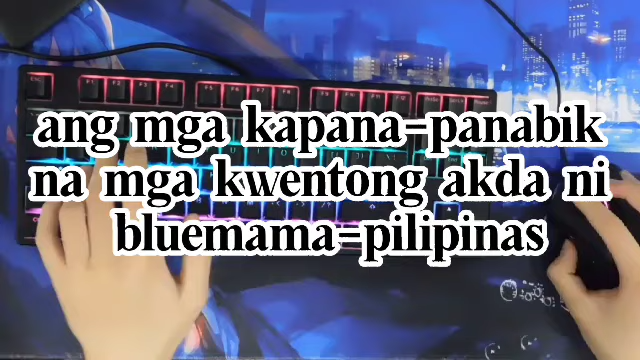 ang mga kapana-panabik
na mga kwentong akda ni
bluemama-pilipinas